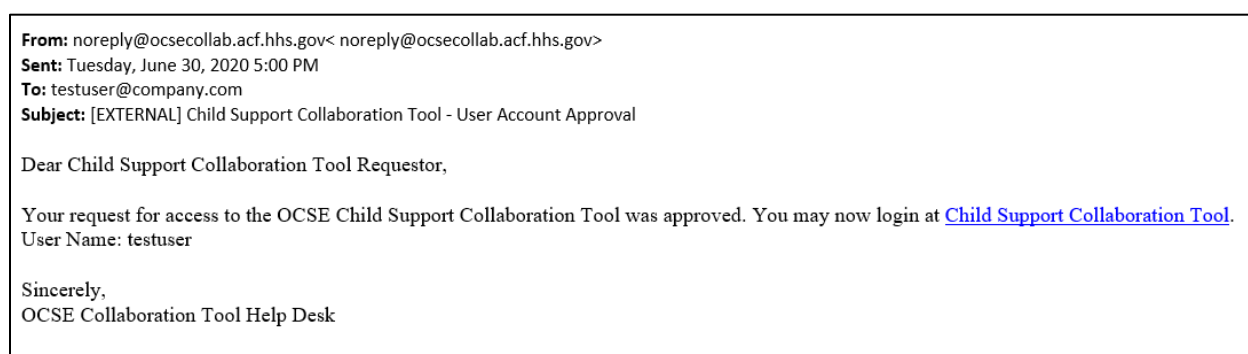 From: noreply@ocsecollab.acf.hhs.gov< noreply@ocsecollab.acf.hhs.gov>
Sent: Tuesday, June 30, 2020 5:00 PM
To: testuser@company.com
Subject: [EXTERNAL] Child Support Collaboration Tool - User Account Approval
Dear Child Support Collaboration Tool Requestor,
Your request for access to the OCSE Child Support Collaboration Tool was approved. You may now login at Child Support Collaboration Tool.
User Name: testuser
Sincerely,
OCSE Collaboration Tool Help Desk